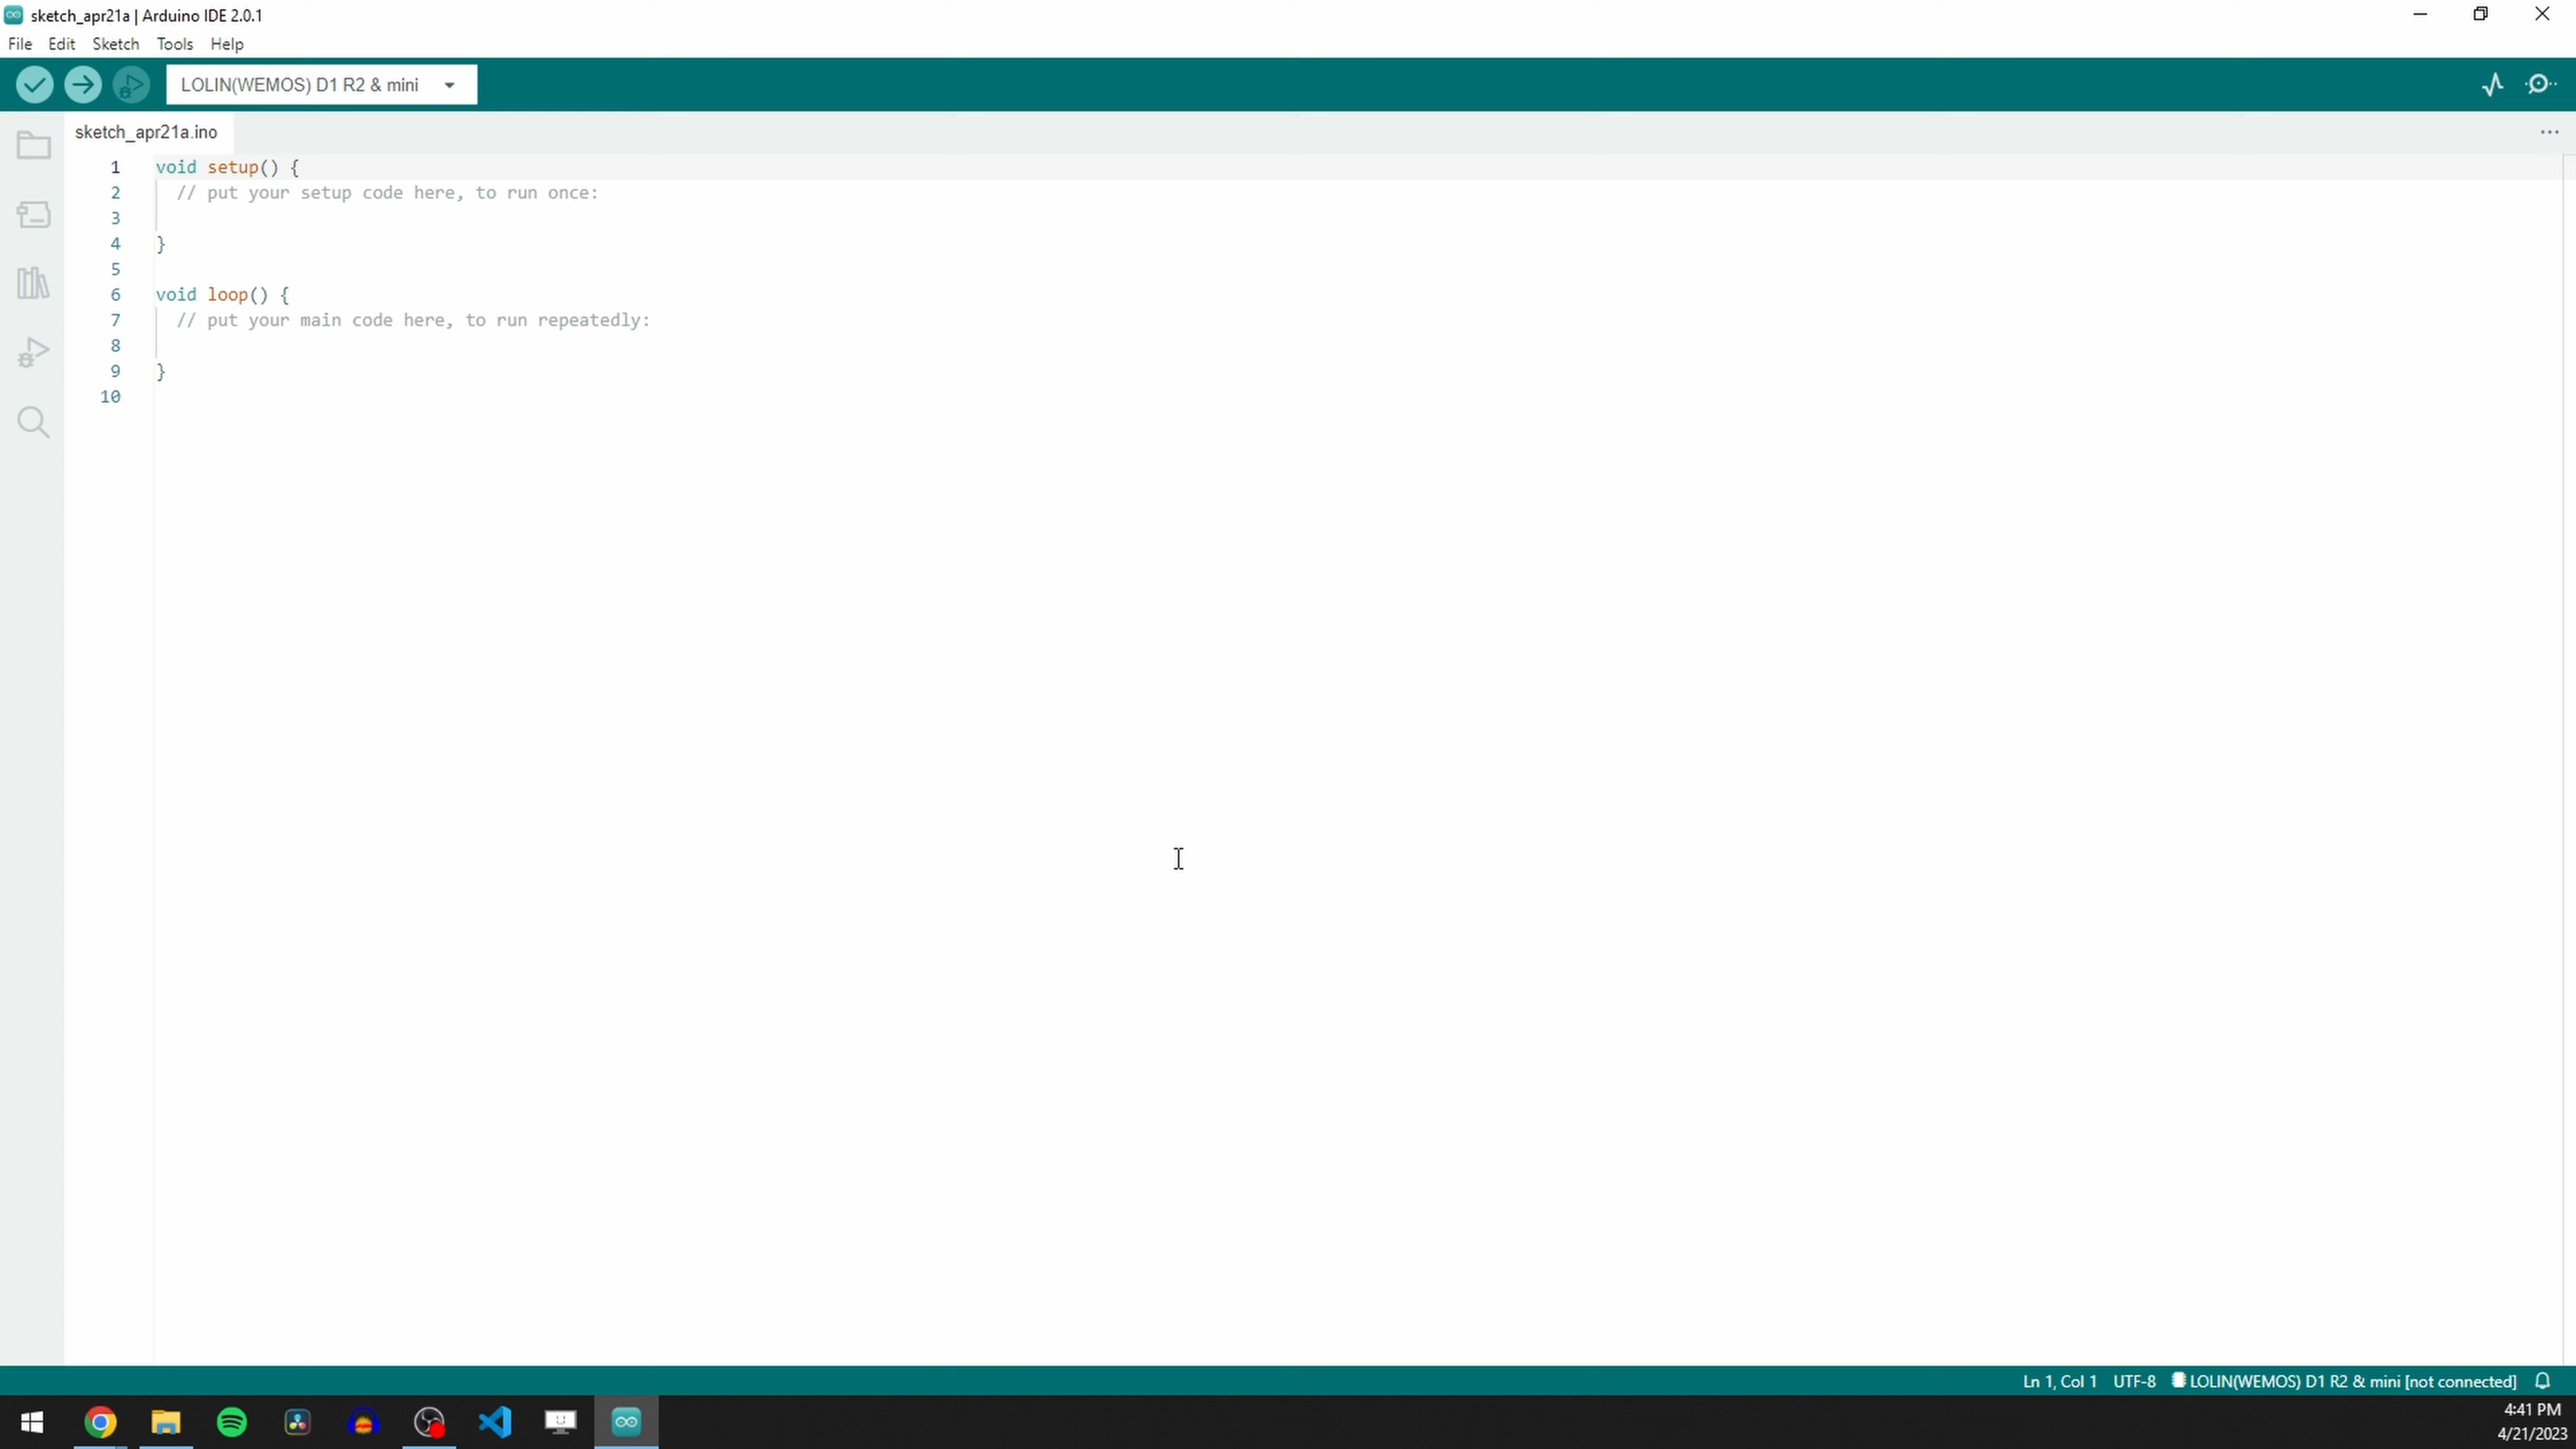 sketch_apr21a | Arduino IDE 2.0.1
File Edit Sketch Tools Help
LOLIN(WEMOS) D1 R2 & mini
sketch_apr21a.ino
1 void setup() {
2 // put your setup code here, to run once:
3
4 }
5
6 void loop() {
7 // put your main code here, to run repeatedly:
8
9 }
10
Ln 1, Col 1 UTF-8 LOLIN(WEMOS) D1 R2 & mini [not connected]
4:41 PM
4/21/2023